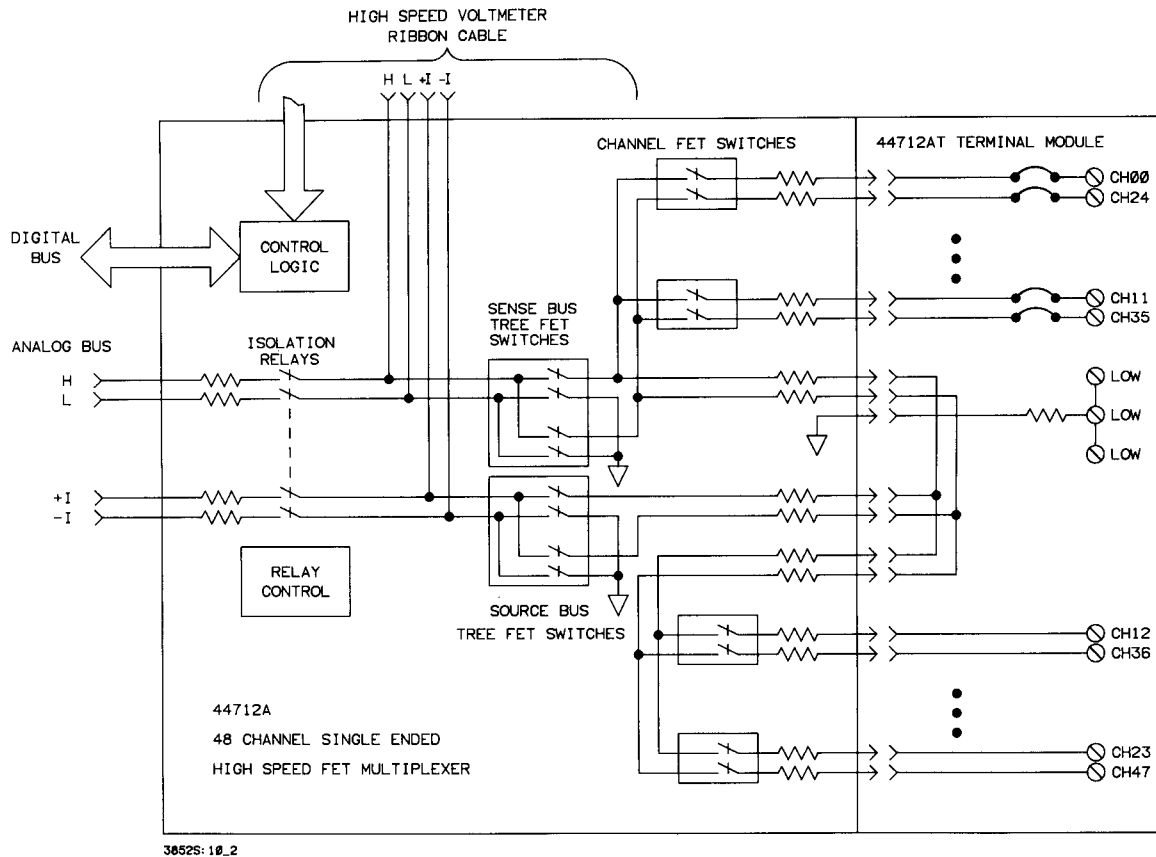 HIGH SPEED VOLTMETER
RIBBON CABLE
H L +I -I
CHANNEL FET SWITCHES
44712AT TERMINAL MODULE
CH00
CH24
DIGITAL
BUS
CONTROL
LOGIC
CH11
CH35
SENSE BUS
TREE FET
SWITCHES
ANALOG BUS
ISOLATION
RELAYS
H
L
LOW
LOW
LOW
+I
-I
RELAY
CONTROL
SOURCE BUS
TREE FET SWITCHES
CH12
CH36
44712A
48 CHANNEL SINGLE ENDED
HIGH SPEED FET MULTIPLEXER
CH23
CH47
3852S:10_2